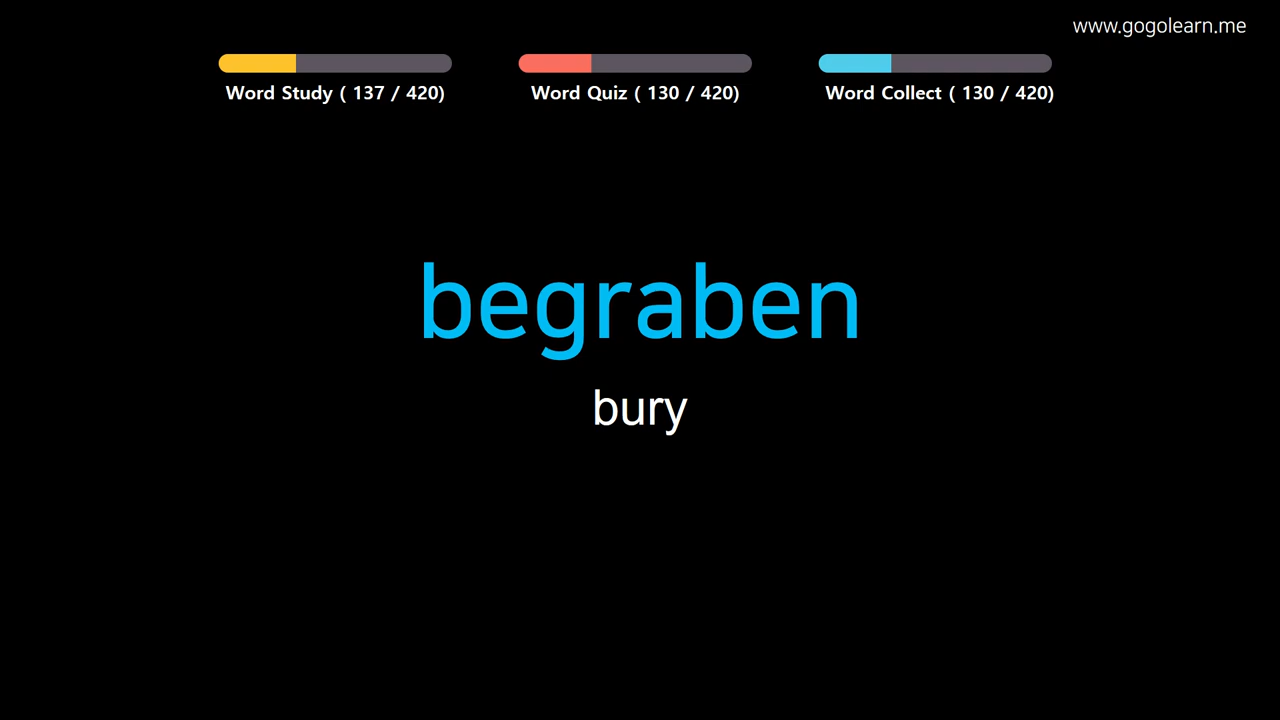 www.gogolearn.me
Word Study ( 137 / 420)
Word Quiz ( 130 / 420)
Word Collect ( 130 / 420)
begraben
bury